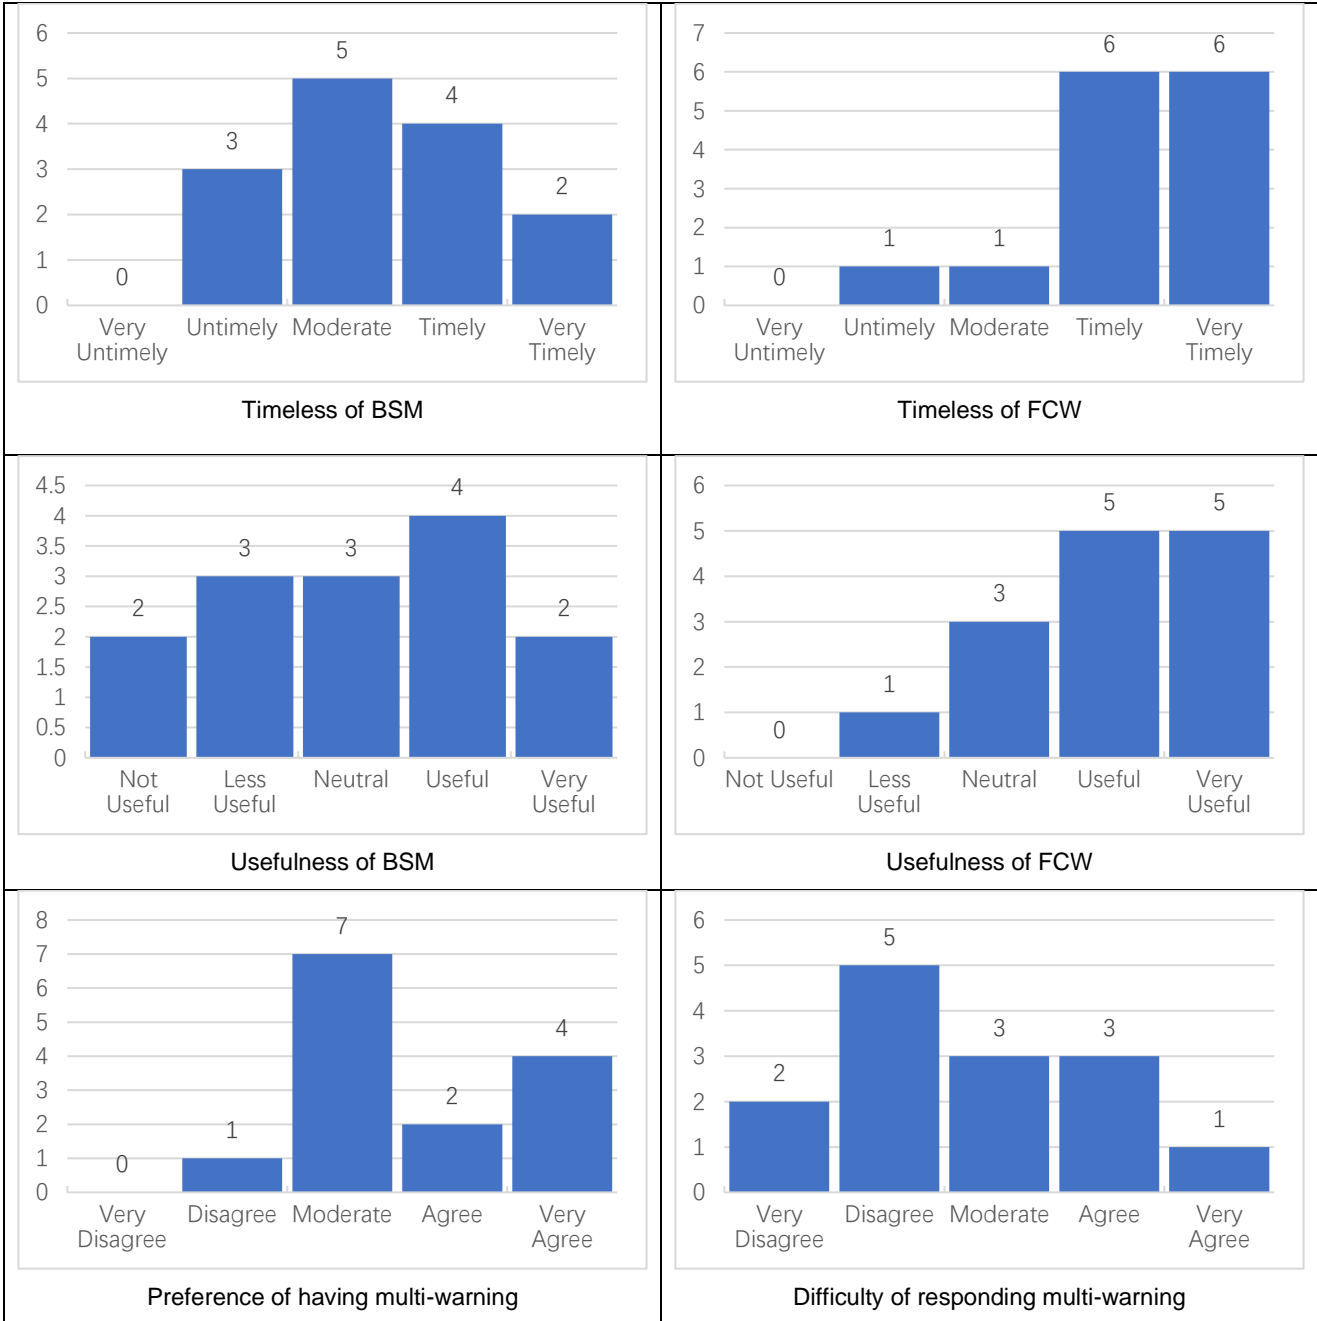 6
5
4
3
2
1
0
0
3
5
4
2
Very Untimely
Untimely
Moderate
Timely
Very Timely
Timeless of BSM
7
6
5
4
3
2
1
0
0
1
1
6
6
Very Untimely
Untimely
Moderate
Timely
Very Timely
Timeless of FCW
4.5
4
3.5
3
2.5
2
1.5
1
0.5
0
2
3
3
4
2
Not Useful
Less Useful
Neutral
Useful
Very Useful
Usefulness of BSM
6
5
4
3
2
1
0
0
1
3
5
5
Not Useful
Less Useful
Neutral
Useful
Very Useful
Usefulness of FCW
8
7
6
5
4
3
2
1
0
0
1
7
2
4
Very Disagree
Disagree
Moderate
Agree
Very Agree
Preference of having multi-warning
6
5
4
3
2
1
0
2
5
3
3
1
Very Disagree
Disagree
Moderate
Agree
Very Agree
Difficulty of responding multi-warning